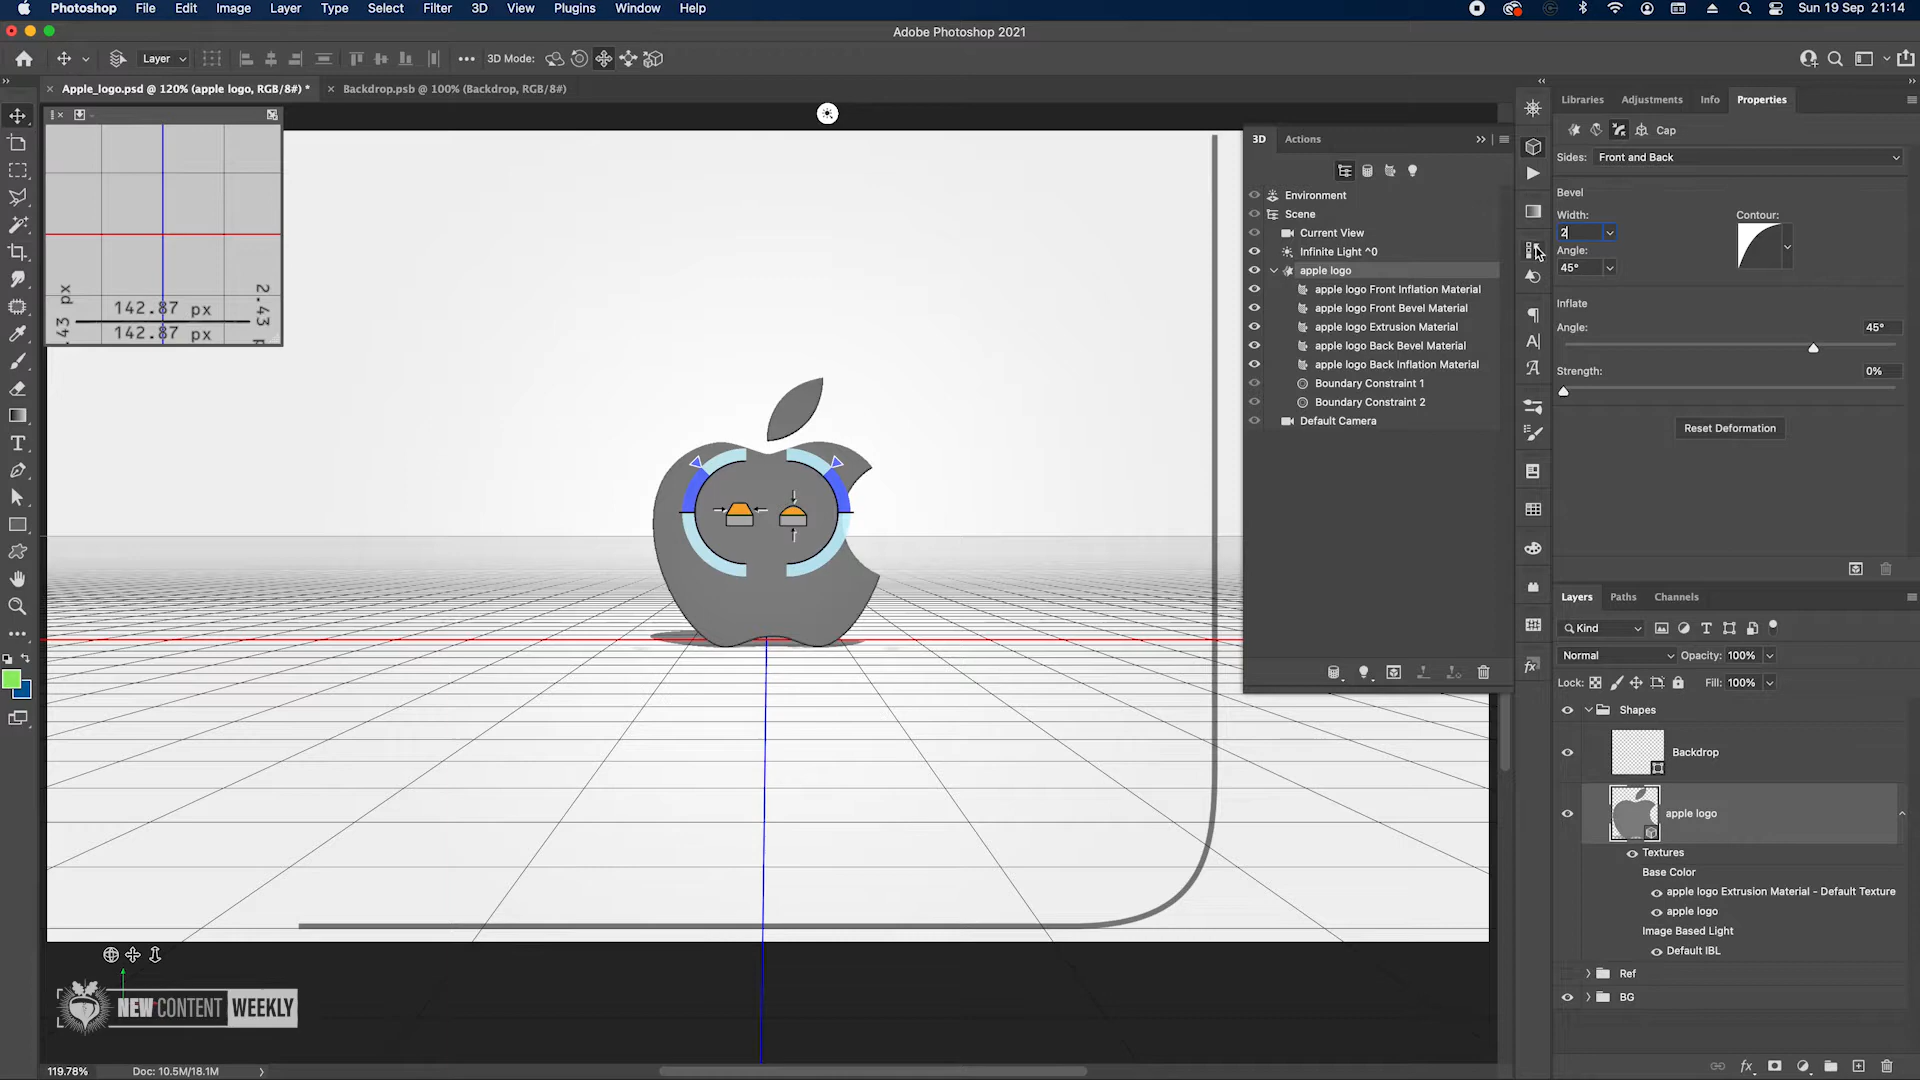 Photoshop File Edit Image Layer Type Select Filter 3D View Plugins Window Help Sun 19 Sep 21:14
Adobe Photoshop 2021
Layer 3D Mode:
Apple_logo.psd @ 120% (apple logo, RGB/8#) *
Backdrop.psb @ 100% (Backdrop, RGB/8#)
142.87 px
142.87 px
2.43 px
3D Actions
Environment
Scene
Current View
Infinite Light ^0
apple logo
apple logo Front Inflation Material
apple logo Front Bevel Material
apple logo Extrusion Material
apple logo Back Bevel Material
apple logo Back Inflation Material
Boundary Constraint 1
Boundary Constraint 2
Default Camera
Libraries Adjustments Info Properties
Cap
Sides: Front and Back
Bevel
Width: Contour:
2
Angle:
45°
Inflate
Angle: 45°
Strength: 0%
Reset Deformation
Layers Paths Channels
Kind
Normal Opacity: 100%
Lock: Fill: 100%
Shapes
Backdrop
apple logo
Textures
Base Color
apple logo Extrusion Material - Default Texture
apple logo
Image Based Light
Default IBL
Ref
BG
fx
NEW CONTENT WEEKLY
119.78% Doc: 10.5M/18.1M